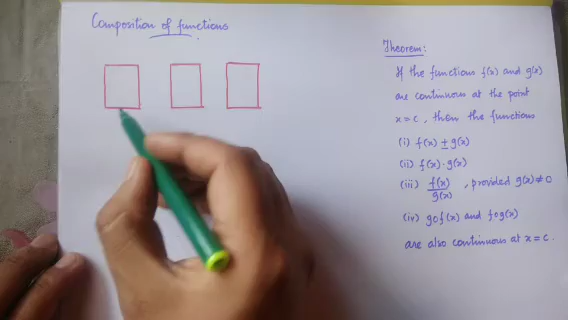 Composition of functions
Theorem:
If the functions f(x) and g(x)
are continuous at the point
x=c, then the functions
(i) f(x) ± g(x)
(ii) f(x)·g(x)
(iii) f(x)/g(x), provided g(x)≠0
(iv) gof(x) and fog(x)
are also continuous at x=c.